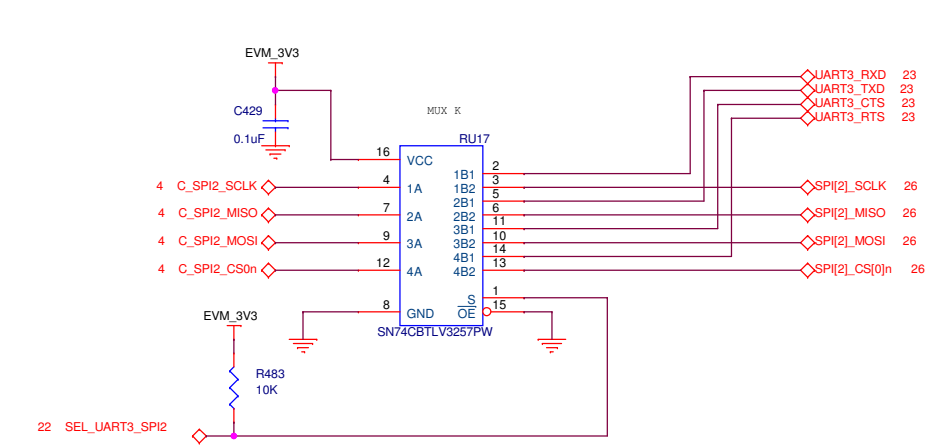 EVM_3V3
UART3_RXD 23
UART3_TXD 23
UART3_CTS 23
UART3_RTS 23
C429
0.1uF
MUX K
RU17
16 VCC
4 C_SPI2_SCLK 4 1A
4 C_SPI2_MISO 7 2A
4 C_SPI2_MOSI 9 3A
4 C_SPI2_CS0n 12 4A
8 GND
1B1 2
1B2 3 SPI[2]_SCLK 26
2B1 5
2B2 6 SPI[2]_MISO 26
3B1 11
3B2 10 SPI[2]_MOSI 26
4B1 14
4B2 13 SPI[2]_CS[0]n 26
S 1
OE 15
SN74CBTLV3257PW
EVM_3V3
R483
10K
22 SEL_UART3_SPI2